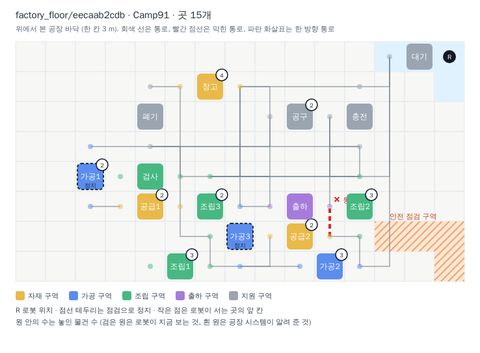 factory_floor/eecaab2cdb · Camp91 · 곳 15개
위에서 본 공장 바닥 (한 칸 3 m). 회색 선은 통로, 빨간 점선은 막힌 통로, 파란 화살표는 한 방향 통로
대기
R
창고
4
폐기
공구
2
충전
가공1
2
정지
검사
공급1
2
조립3
2
출하
✕
조립2
3
안전 점검 구역
가공3
정지
공급2
2
조립1
3
가공2
3
자재 구역
가공 구역
조립 구역
출하 구역
지원 구역
R 로봇 위치 · 점선 테두리는 점검으로 정지 · 작은 점은 로봇이 서는 곳의 앞 칸
원 안의 수는 놓인 물건 수 (검은 원은 로봇이 지금 보는 것, 흰 원은 공장 시스템이 알려 준 것)